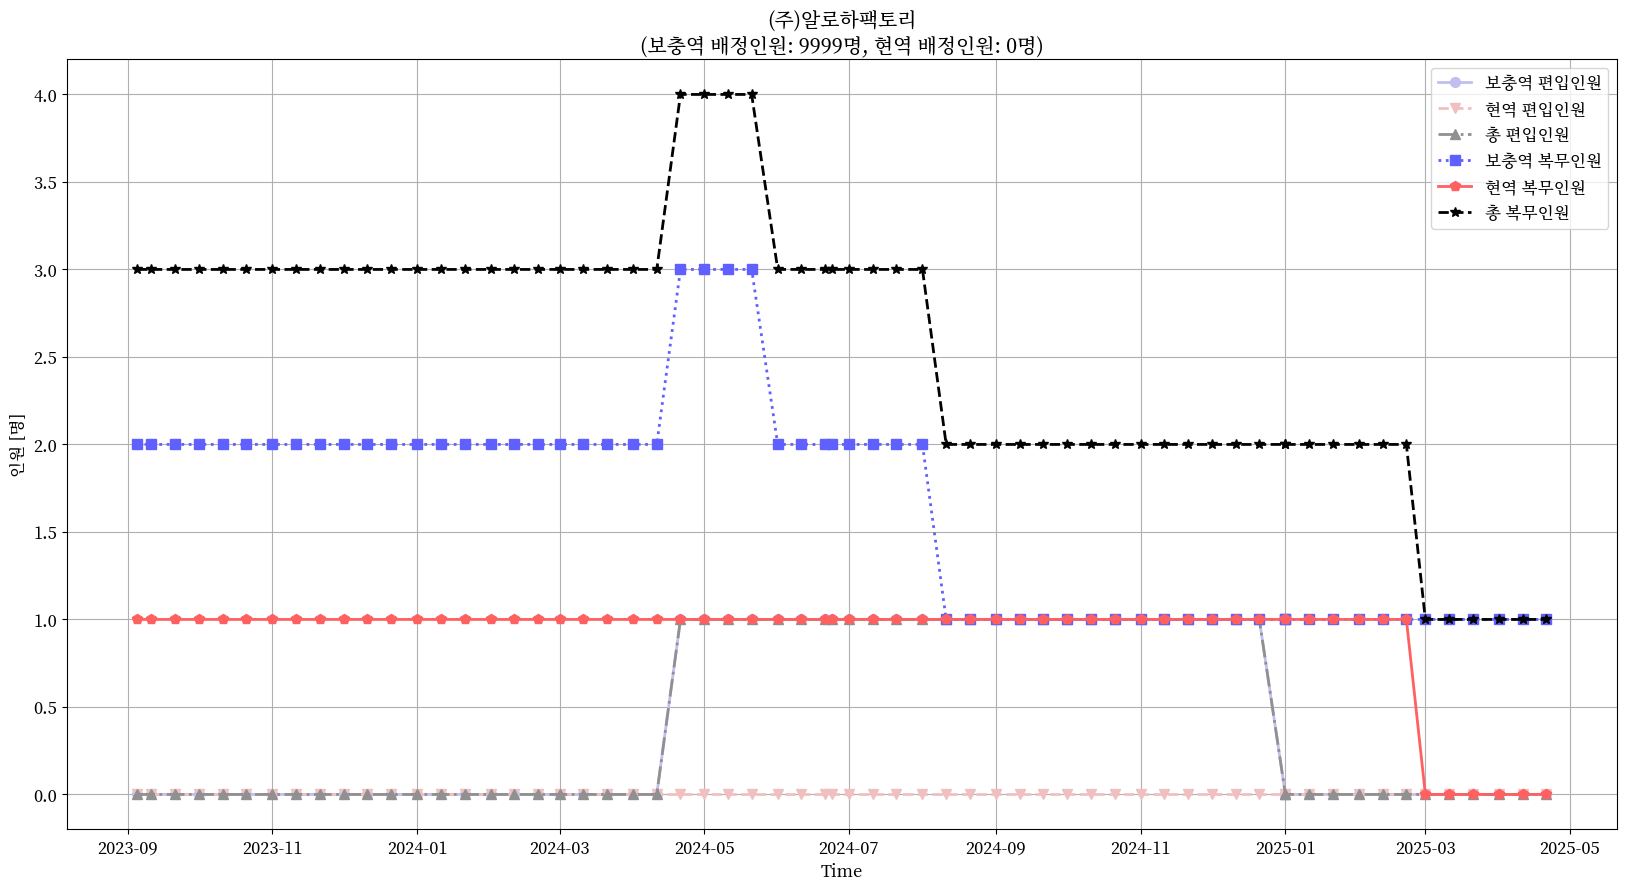 (주)알로하팩토리
(보충역 배정인원: 9999명, 현역 배정인원: 0명)
보충역 편입인원
현역 편입인원
총 편입인원
보충역 복무인원
현역 복무인원
총 복무인원
인원 [명]
4.0
3.5
3.0
2.5
2.0
1.5
1.0
0.5
0.0
2023-09
2023-11
2024-01
2024-03
2024-05
2024-07
2024-09
2024-11
2025-01
2025-03
2025-05
Time